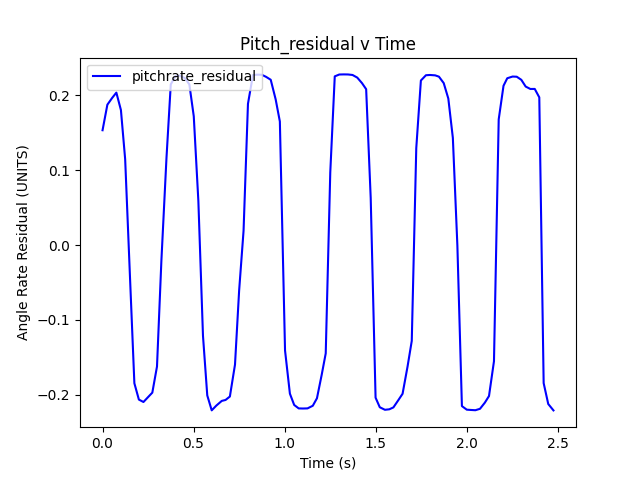 Pitch_residual v Time
pitchrate_residual
0.2
0.1
0.0
−0.1
−0.2
Angle Rate Residual (UNITS)
0.0 0.5 1.0 1.5 2.0 2.5
Time (s)